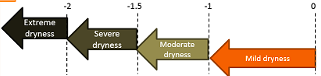 -2 -1.5 -1 0
Extreme
dryness
Severe
dryness
Moderate
dryness
Mild dryness